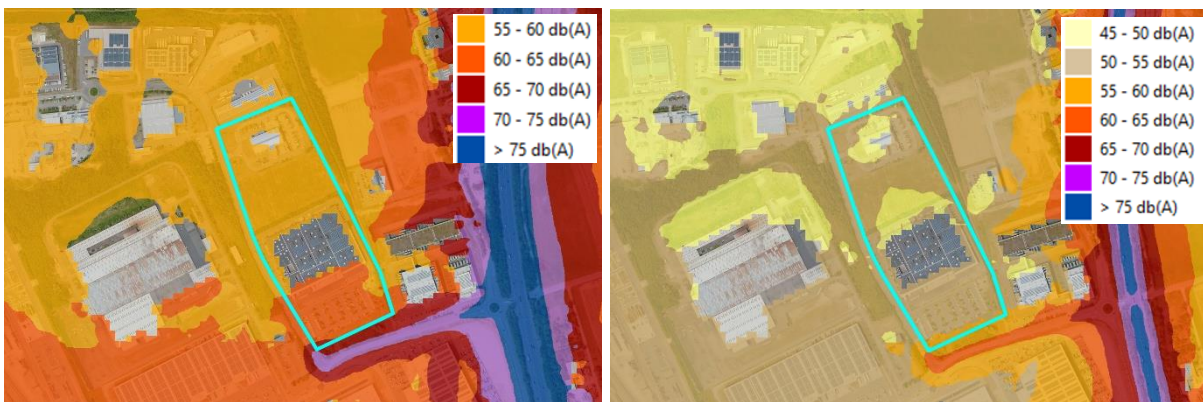 55 - 60 db(A)
60 - 65 db(A)
65 - 70 db(A)
70 - 75 db(A)
> 75 db(A)
45 - 50 db(A)
50 - 55 db(A)
55 - 60 db(A)
60 - 65 db(A)
65 - 70 db(A)
70 - 75 db(A)
> 75 db(A)